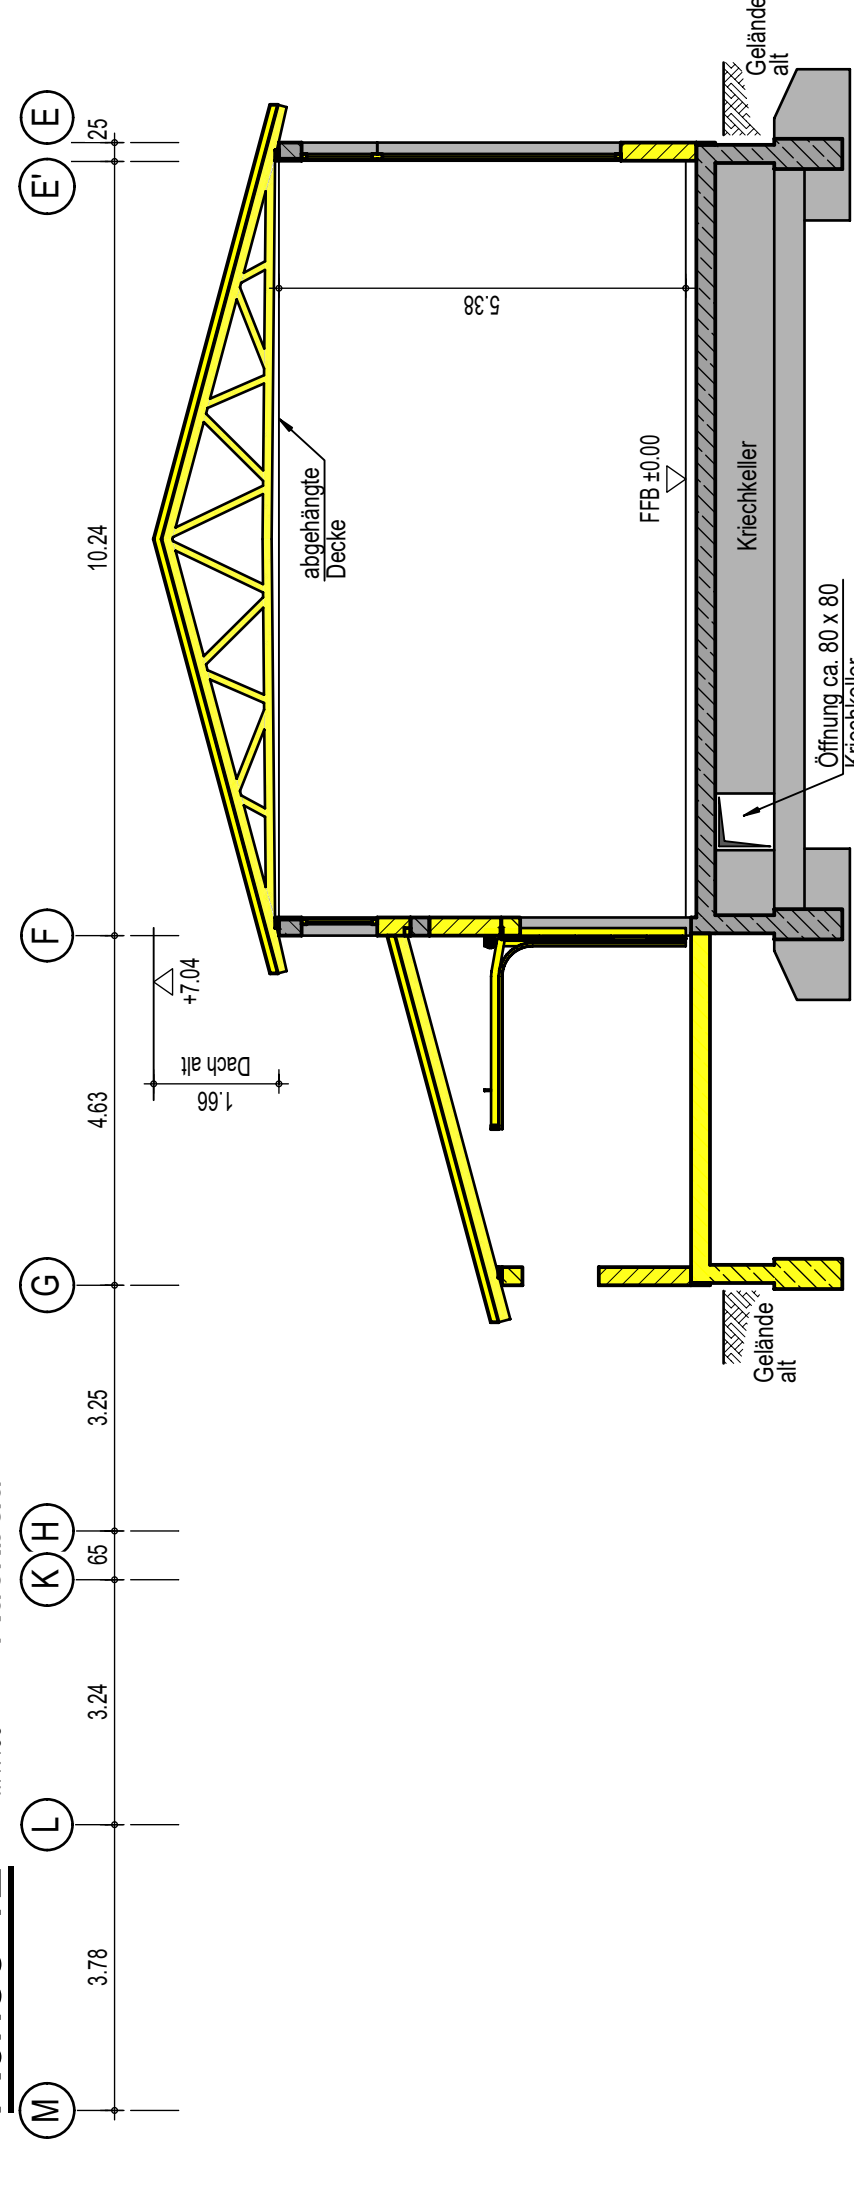 M
L
K
H
G
F
E'
E
3.78
3.24
65
3.25
4.63
10.24
25
+7.04
1.66
Dach alt
abgehängte
Decke
5.38
FFB ±0.00
Kriechkeller
Öffnung ca. 80 x 80
Kriechkeller
Gelände
alt
Gelände
alt